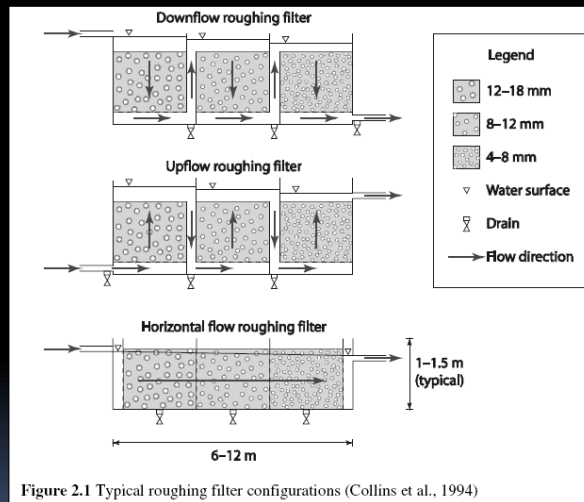 Downflow roughing filter
Legend
12–18 mm
8–12 mm
4–8 mm
Water surface
Drain
Flow direction
Upflow roughing filter
Horizontal flow roughing filter
1–1.5 m
(typical)
6–12 m
Figure 2.1 Typical roughing filter configurations (Collins et al., 1994)